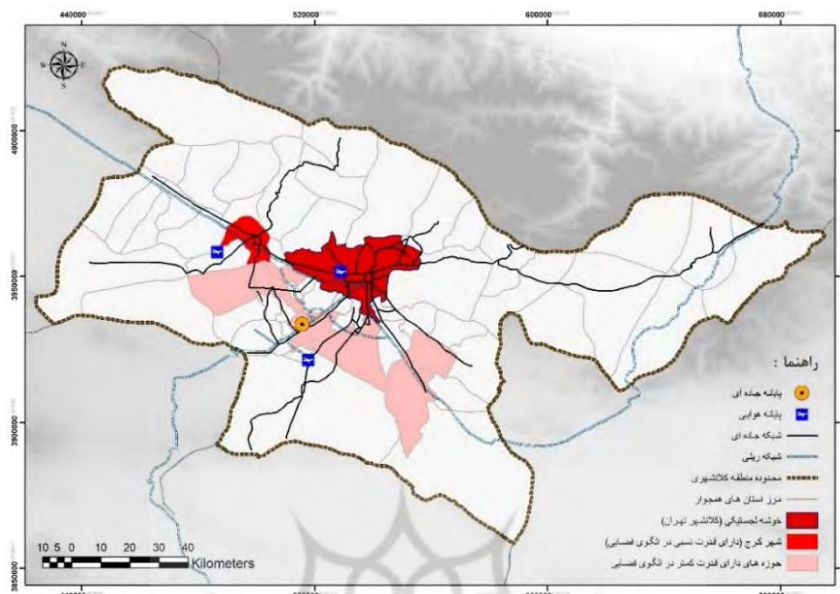 440000 520000 600000 680000
N
W E
S
4000000
3950000
3900000
3850000
راهنما :
پایانه جاده ای
پایانه هوایی
شبکه جاده ای
شبکه ریلی
محدوده منطقه کلانشهری
مرز استان های همجوار
خوشه لجستیکی (کلانشهر تهران)
شهر کرج (دارای قدرت نسبی در الگوی فضایی)
حوزه های دارای قدرت کمتر در الگوی فضایی
10 5 0 10 20 30 40
Kilometers